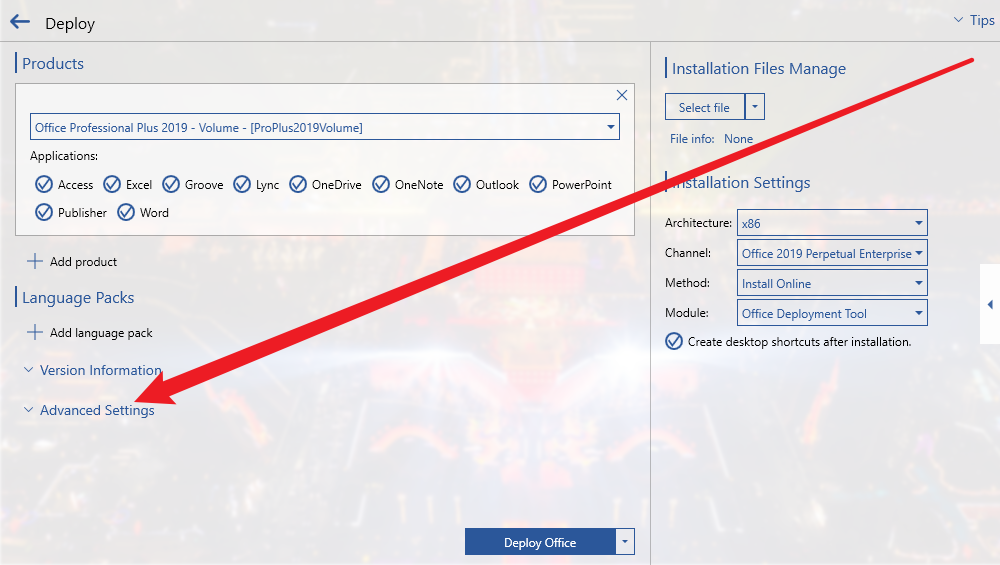 Deploy
Tips
Products
Office Professional Plus 2019 - Volume - [ProPlus2019Volume]
Applications:
Access Excel Groove Lync OneDrive OneNote Outlook PowerPoint
Publisher Word
Add product
Language Packs
Add language pack
Version Information
Advanced Settings
Deploy Office
Installation Files Manage
Select file
File info: None
Installation Settings
Architecture: x86
Channel: Office 2019 Perpetual Enterprise
Method: Install Online
Module: Office Deployment Tool
Create desktop shortcuts after installation.